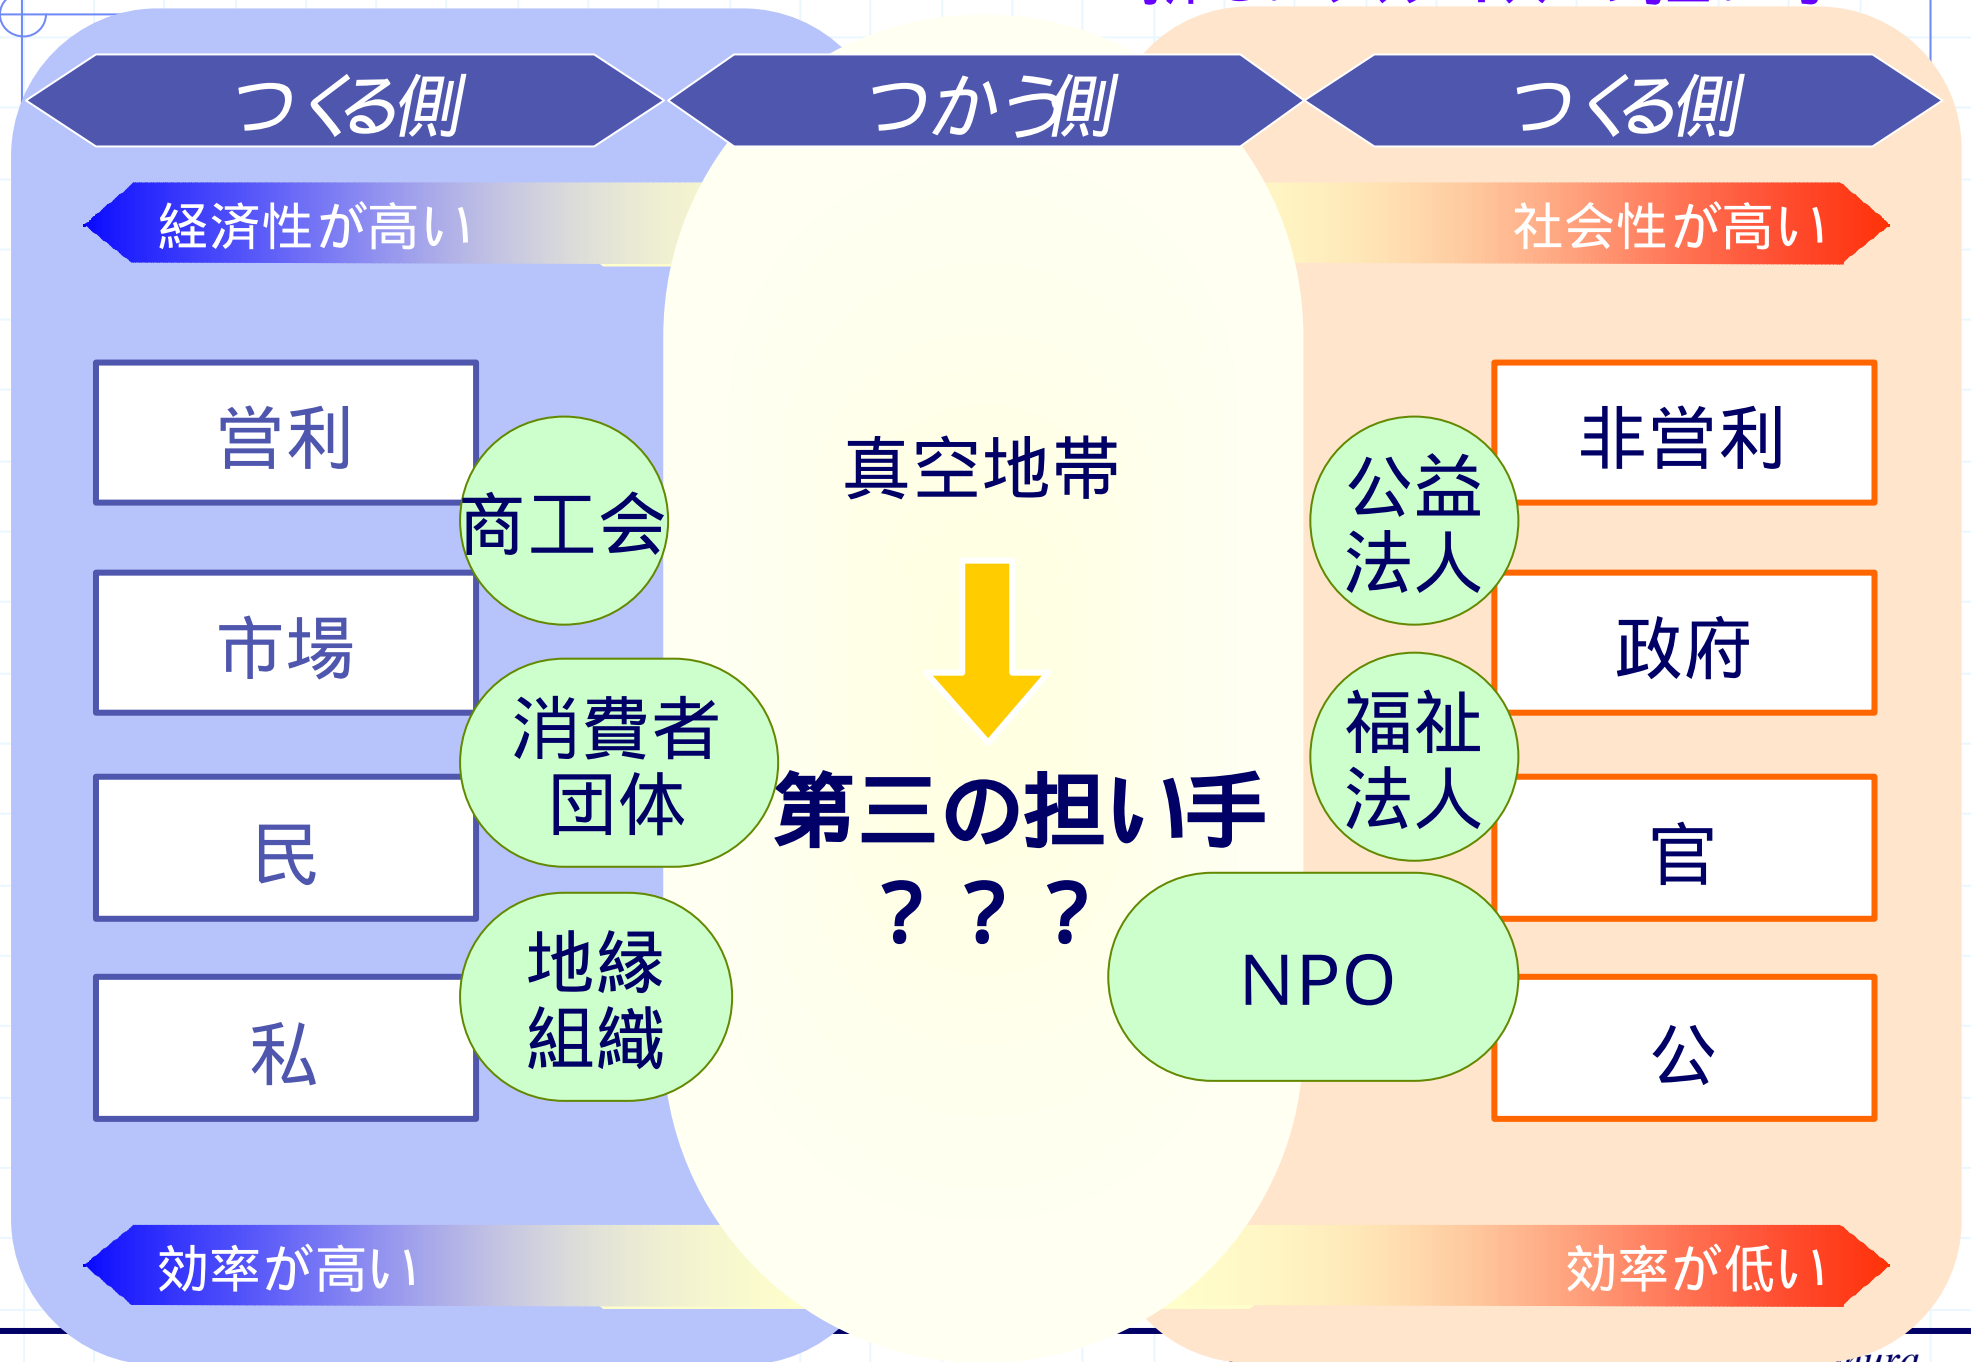 つくる側
つかう側
つくる側
経済性が高い
社会性が高い
営利
市場
民
私
商工会
消費者
団体
地縁
組織
真空地帯
第三の担い手
？？？
公益
法人
福祉
法人
NPO
非営利
政府
官
公
効率が高い
効率が低い